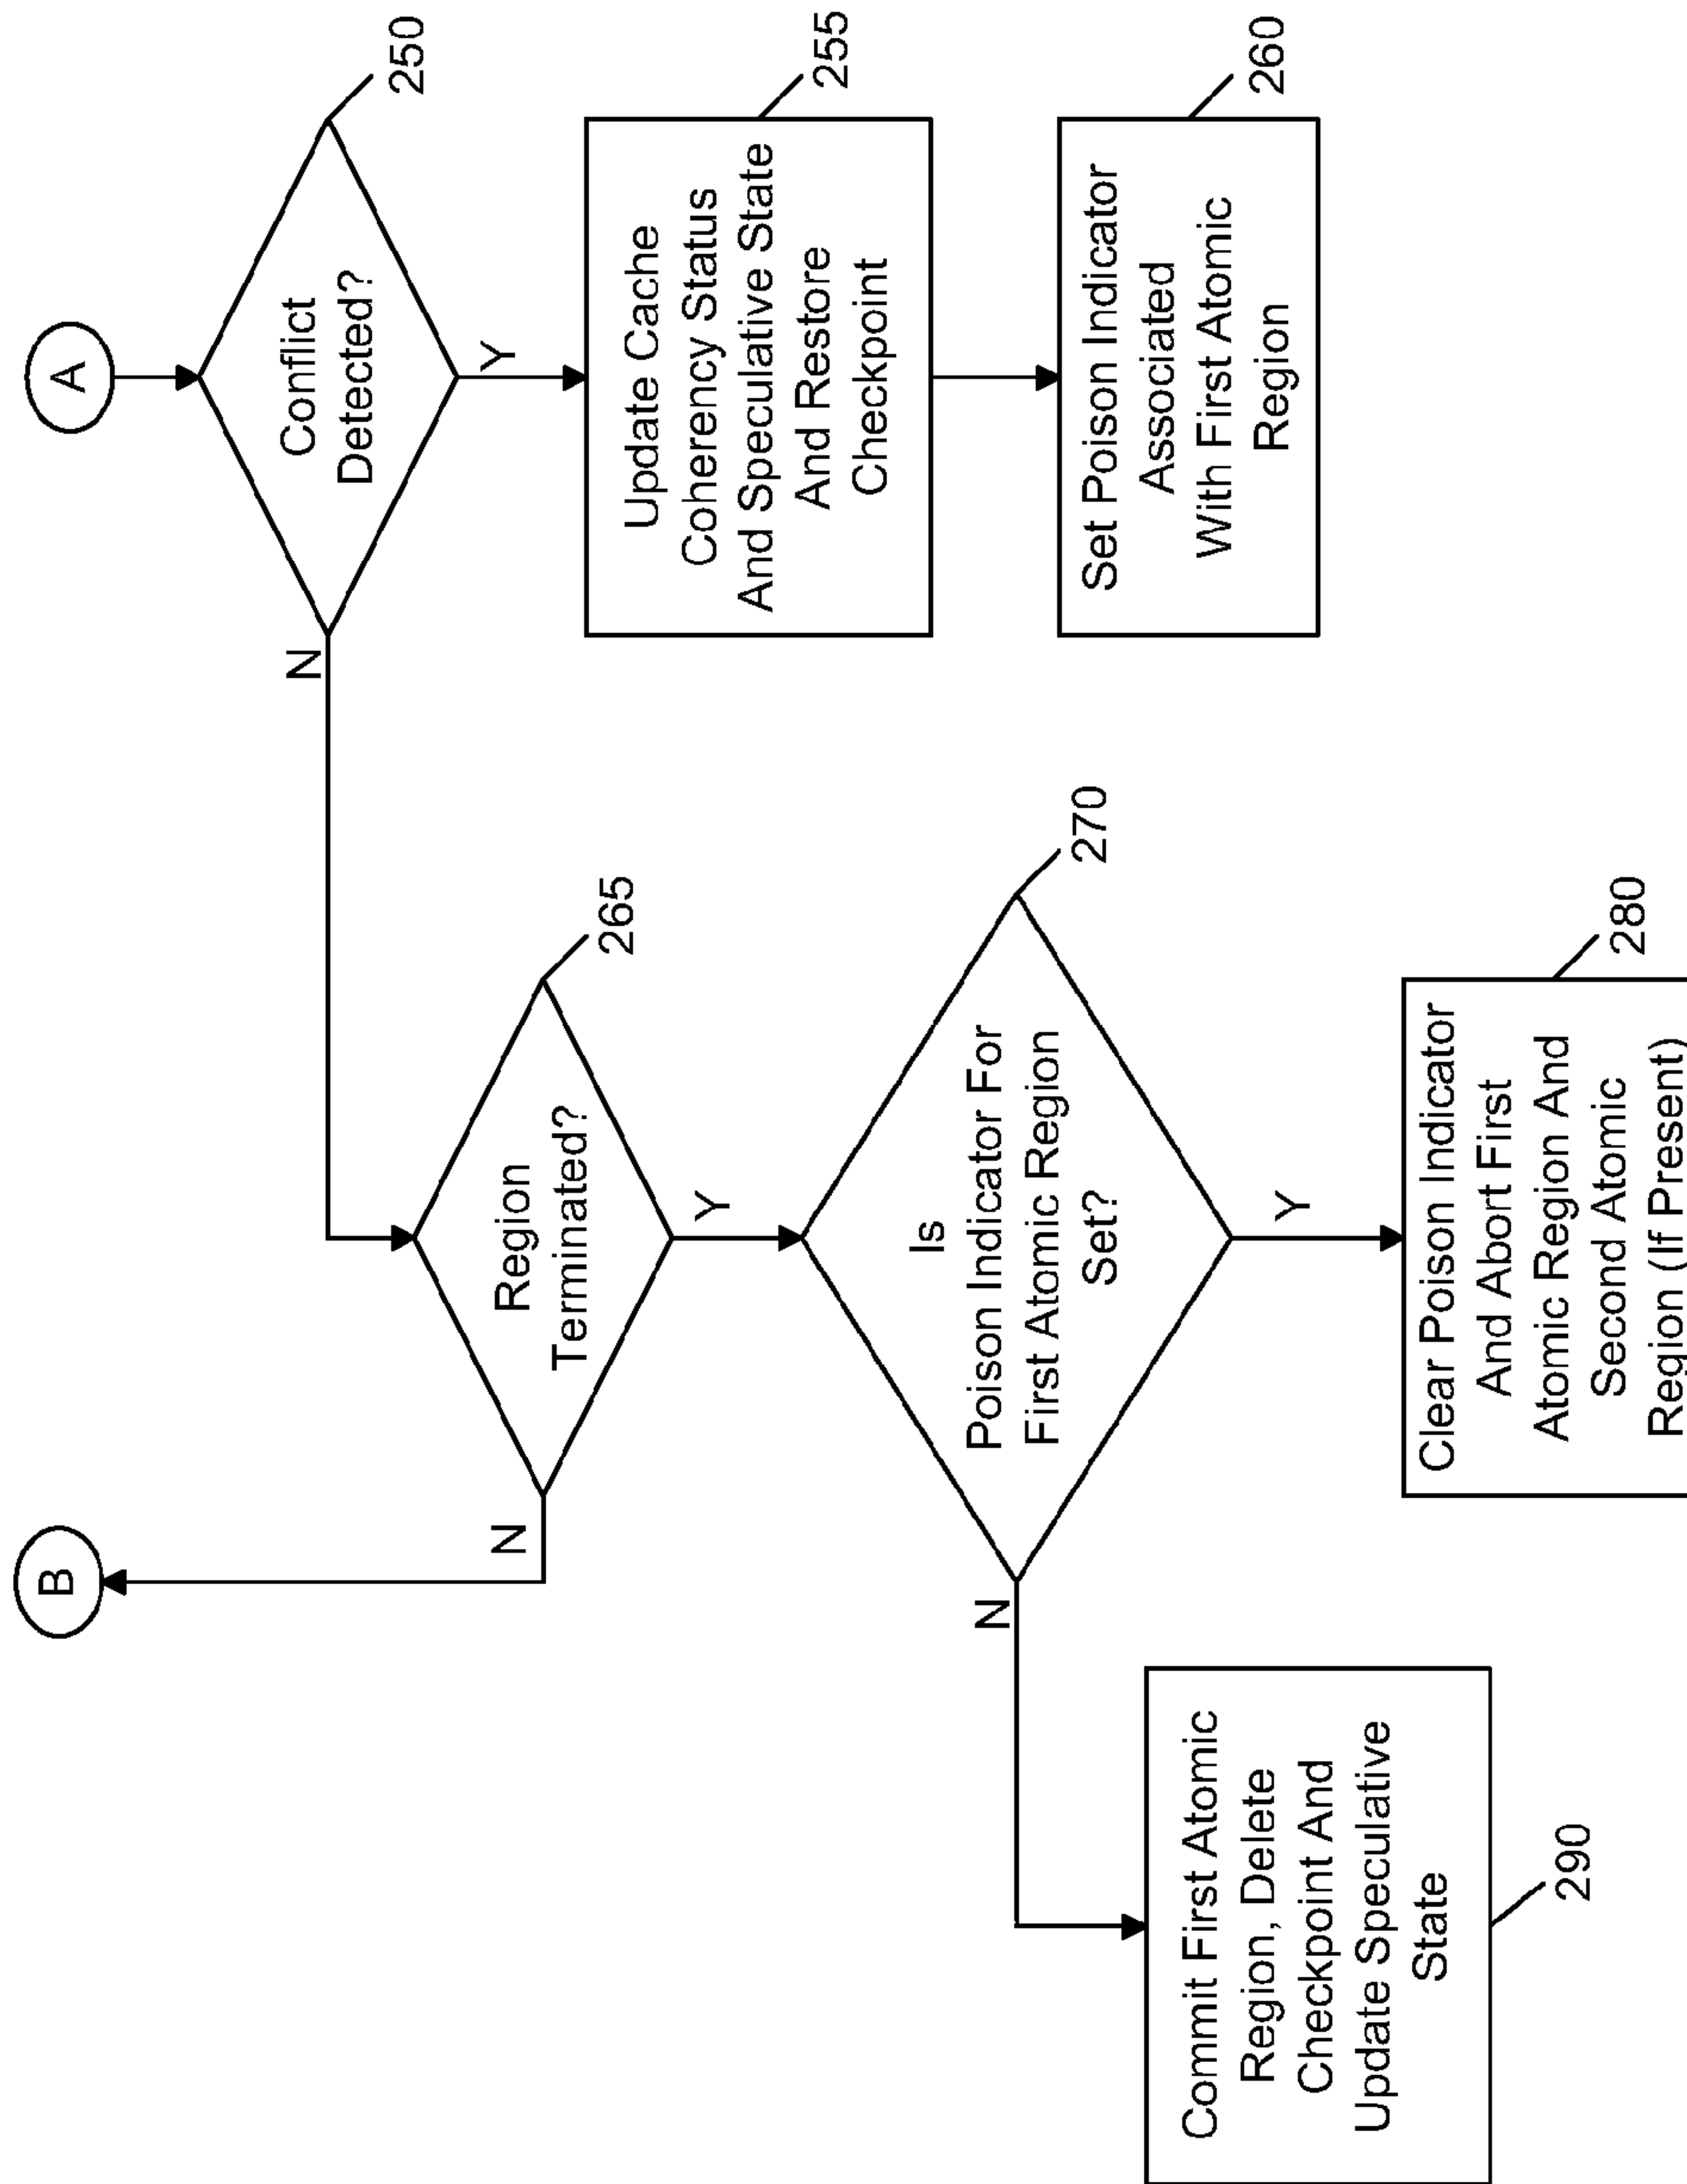 A
Conflict
Detected?
250
N
Y
Update Cache
Coherency Status
And Speculative State
And Restore
Checkpoint
255
Set Poison Indicator
Associated
With First Atomic
Region
260
B
Region
Terminated?
265
N
Y
Is
Poison Indicator For
First Atomic Region
Set?
270
N
Y
Clear Poison Indicator
And Abort First
Atomic Region And
Second Atomic
Region (If Present)
280
Commit First Atomic
Region, Delete
Checkpoint And
Update Speculative
State
290